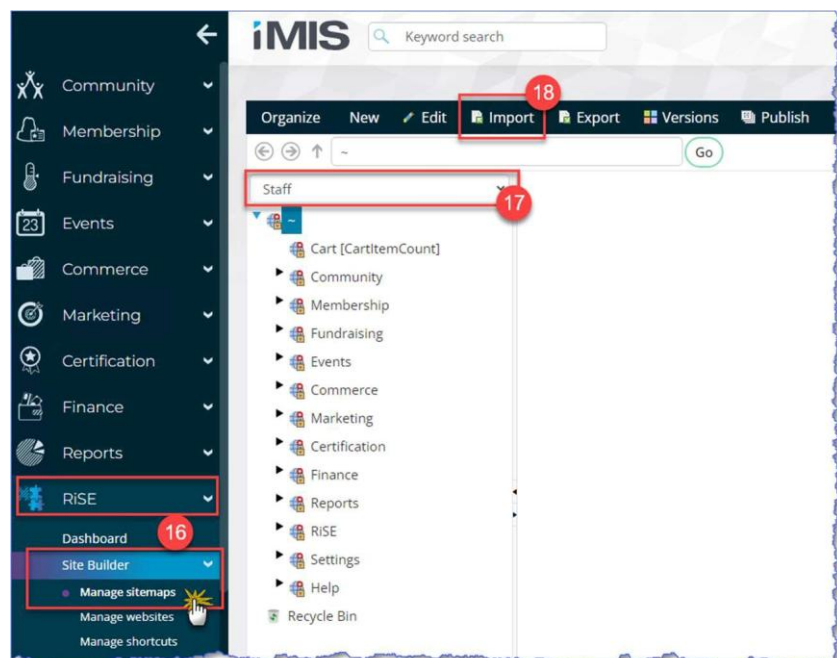 iMIS
Keyword search
Community
Membership
Fundraising
23 Events
Commerce
Marketing
Certification
Finance
Reports
RiSE
Dashboard
16
Site Builder
Manage sitemaps
Manage websites
Manage shortcuts
18
Organize New Edit Import Export Versions Publish
~ Go
Staff
17
~
Cart [CartItemCount]
Community
Membership
Fundraising
Events
Commerce
Marketing
Certification
Finance
Reports
RiSE
Settings
Help
Recycle Bin